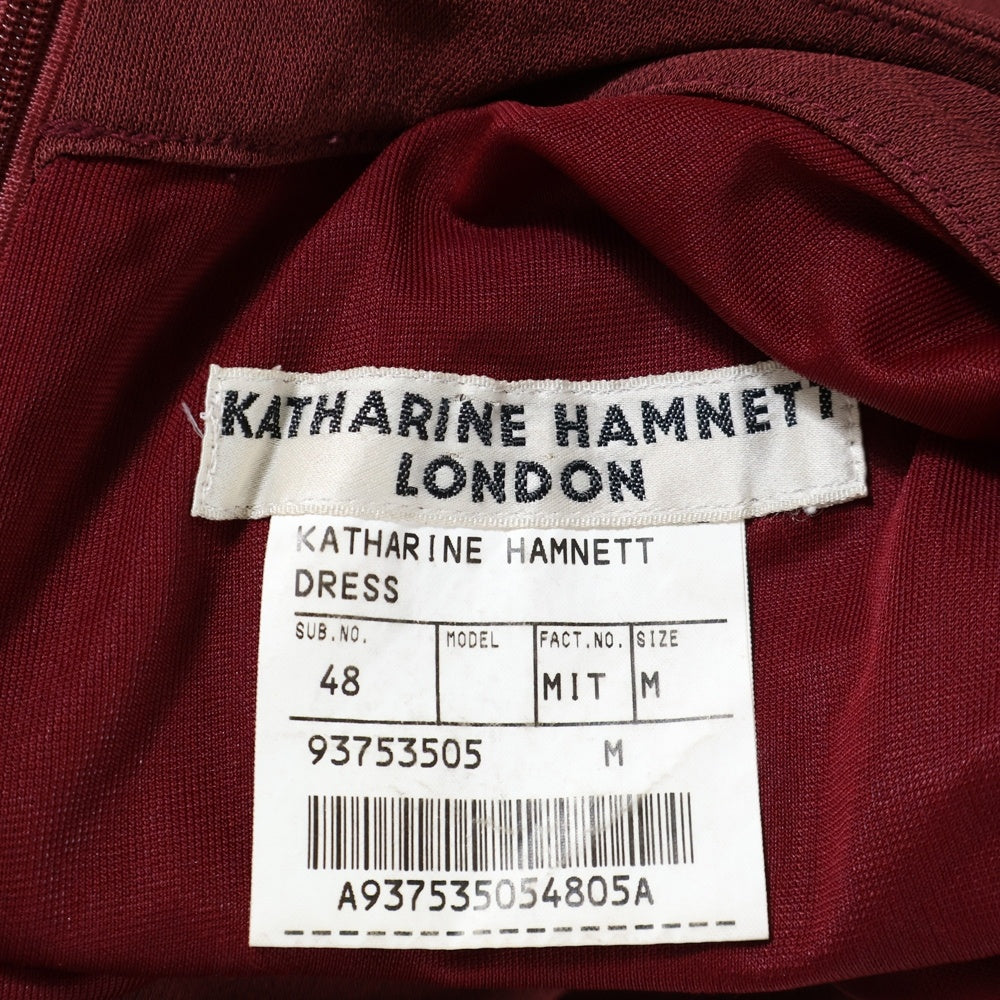 KATHARINE HAMNETT
LONDON
KATHARINE HAMNETT
DRESS
SUB.NO. MODEL FACT.NO. SIZE
48 MIT M
93753505 M
A937535054805A